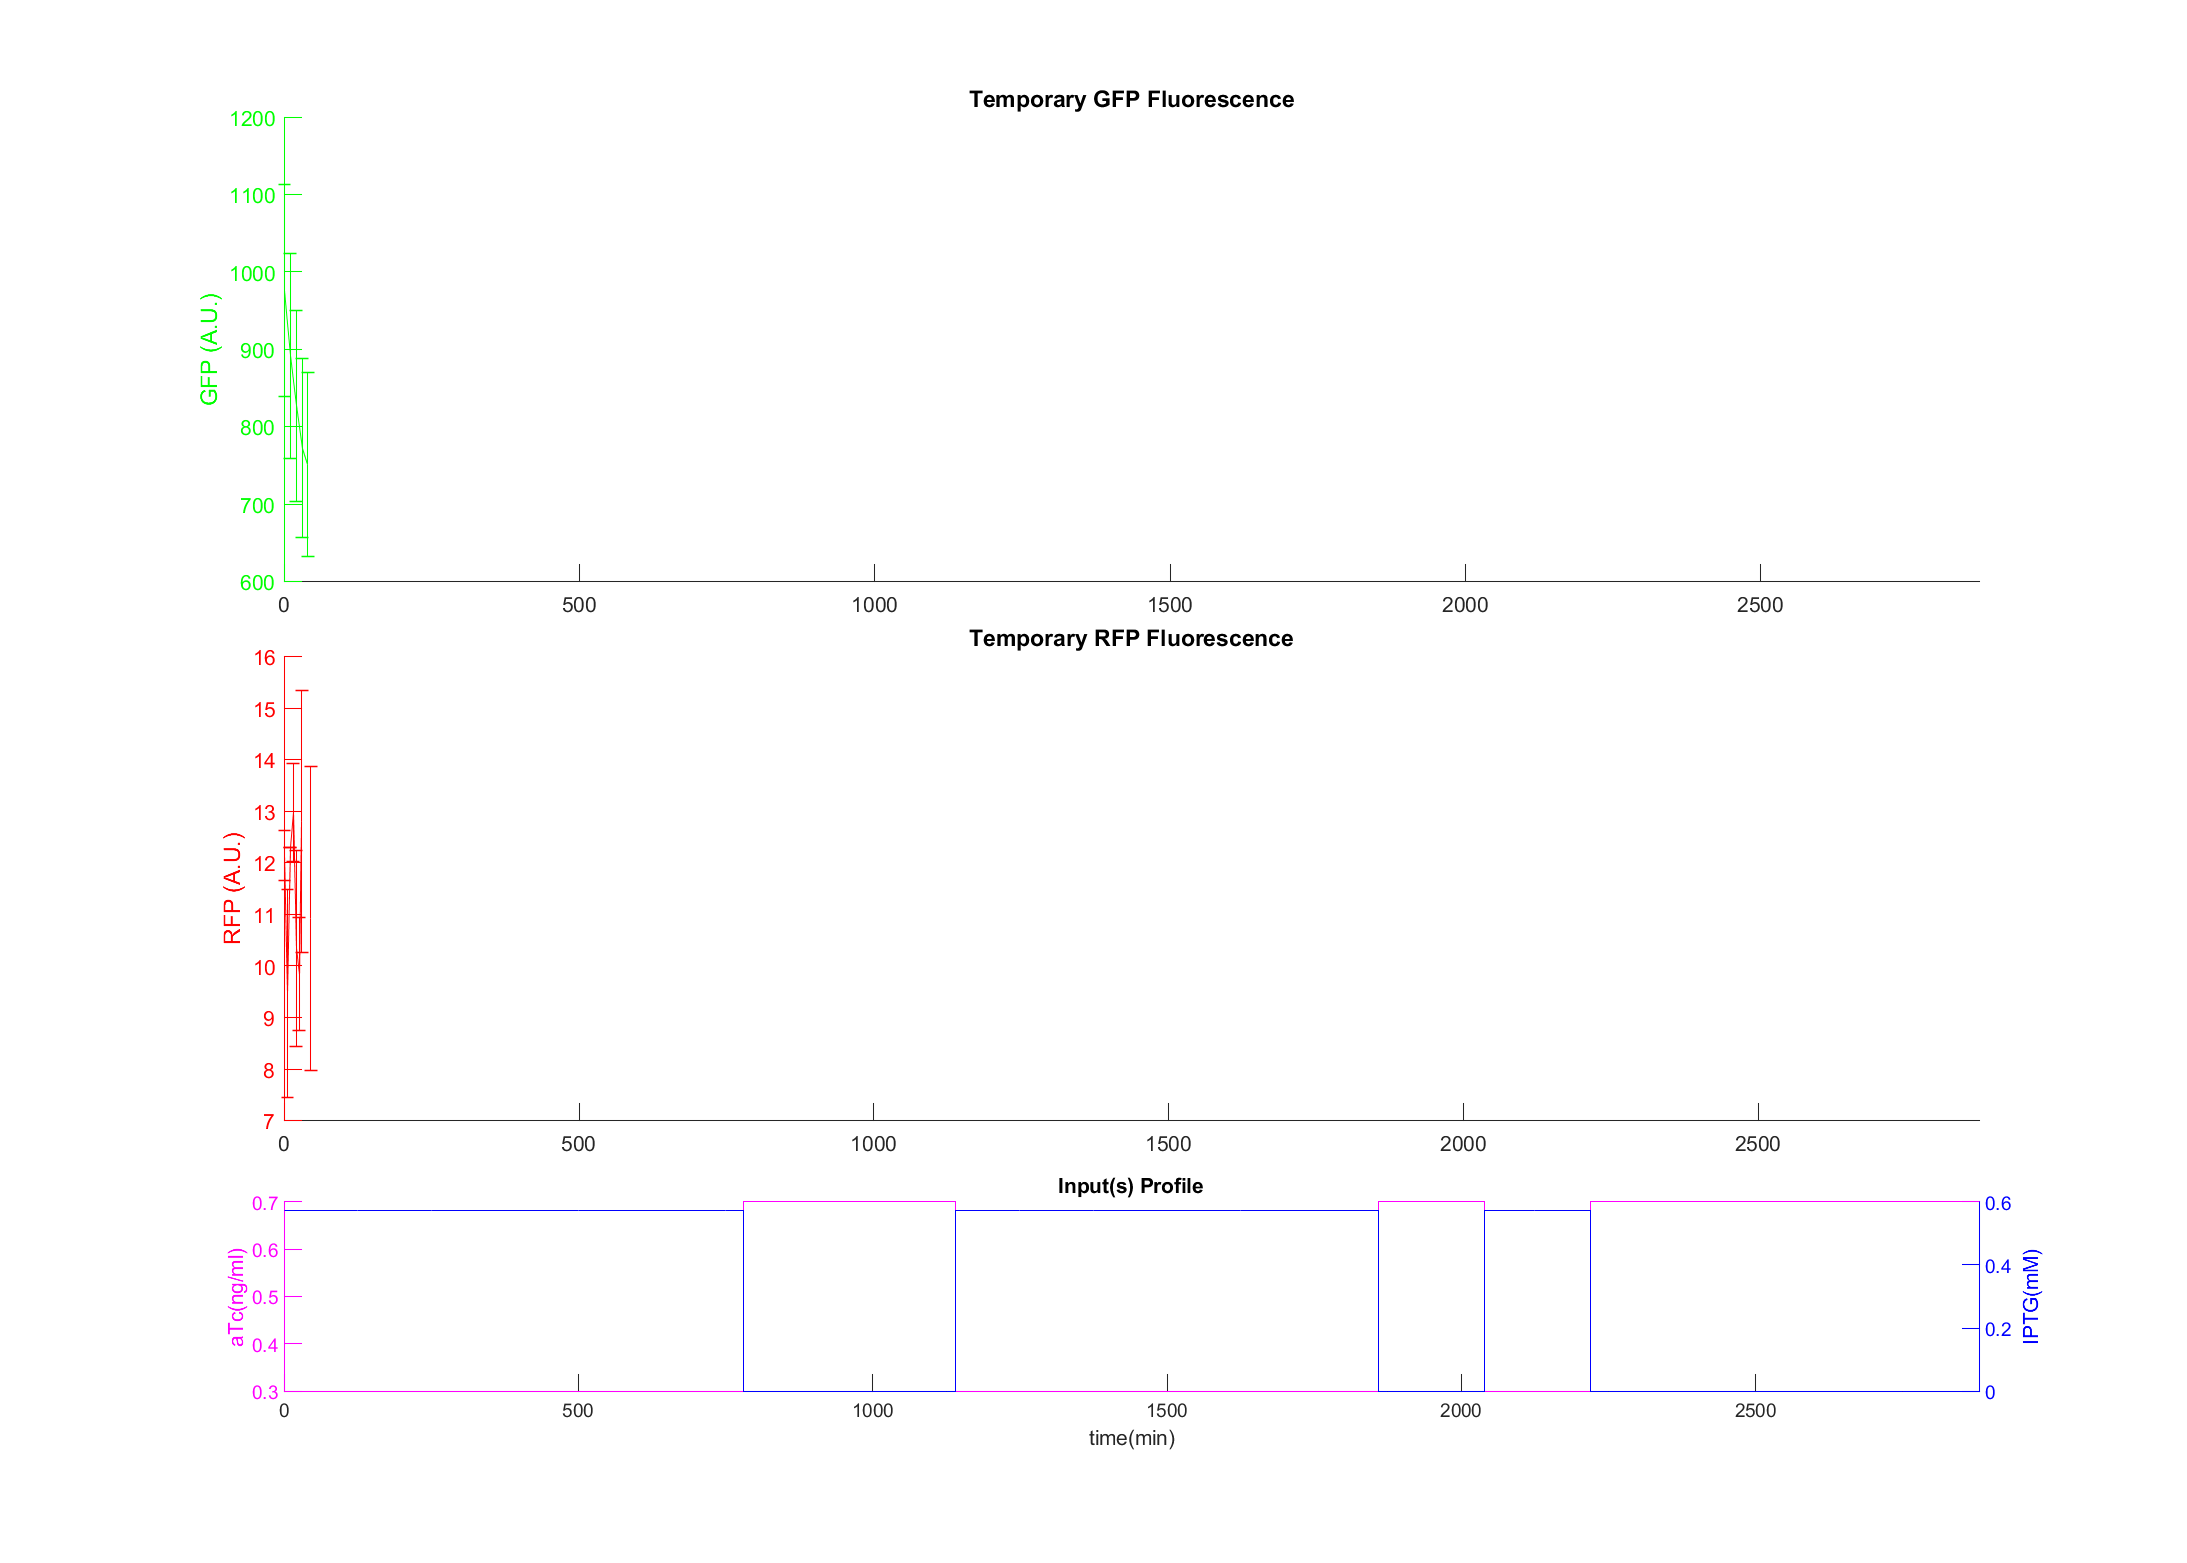 Temporary GFP Fluorescence
1200
1100
1000
900
800
700
600
GFP (A.U.)
0 500 1000 1500 2000 2500
Temporary RFP Fluorescence
16
15
14
13
12
11
10
9
8
7
RFP (A.U.)
0 500 1000 1500 2000 2500
Input(s) Profile
0.7
0.6
0.5
0.4
0.3
aTc(ng/ml)
0.6
0.4
0.2
0
IPTG(mM)
0 500 1000 1500 2000 2500
time(min)